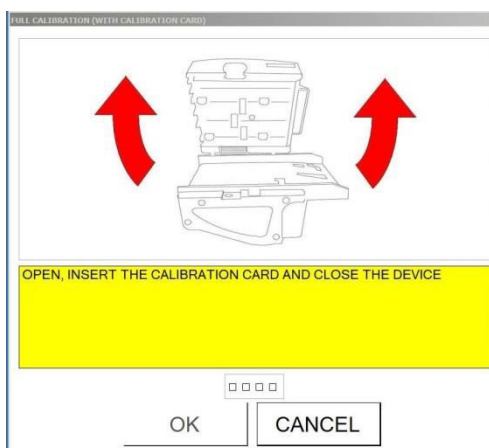 FULL CALIBRATION (WITH CALIBRATION CARD)
OPEN, INSERT THE CALIBRATION CARD AND CLOSE THE DEVICE
OK
CANCEL